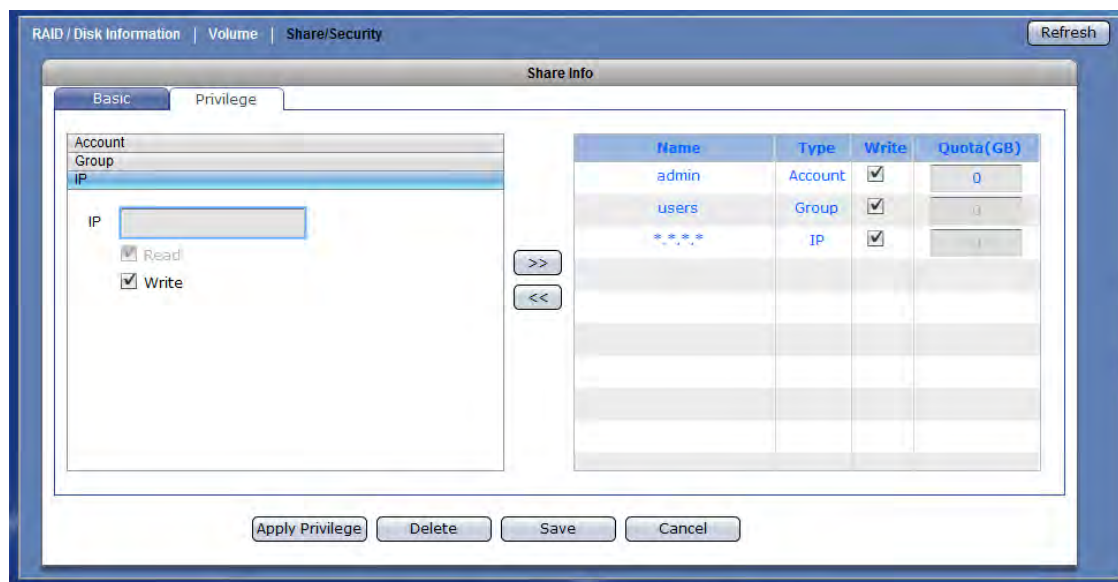 RAID / Disk Information | Volume | Share/Security
Refresh
Share Info
Basic Privilege
Account
Group
IP
IP
Read
Write
>>
<<
Name Type Write Quota(GB)
admin Account 0
users Group 0
*.*.*.* IP
Apply Privilege Delete Save Cancel